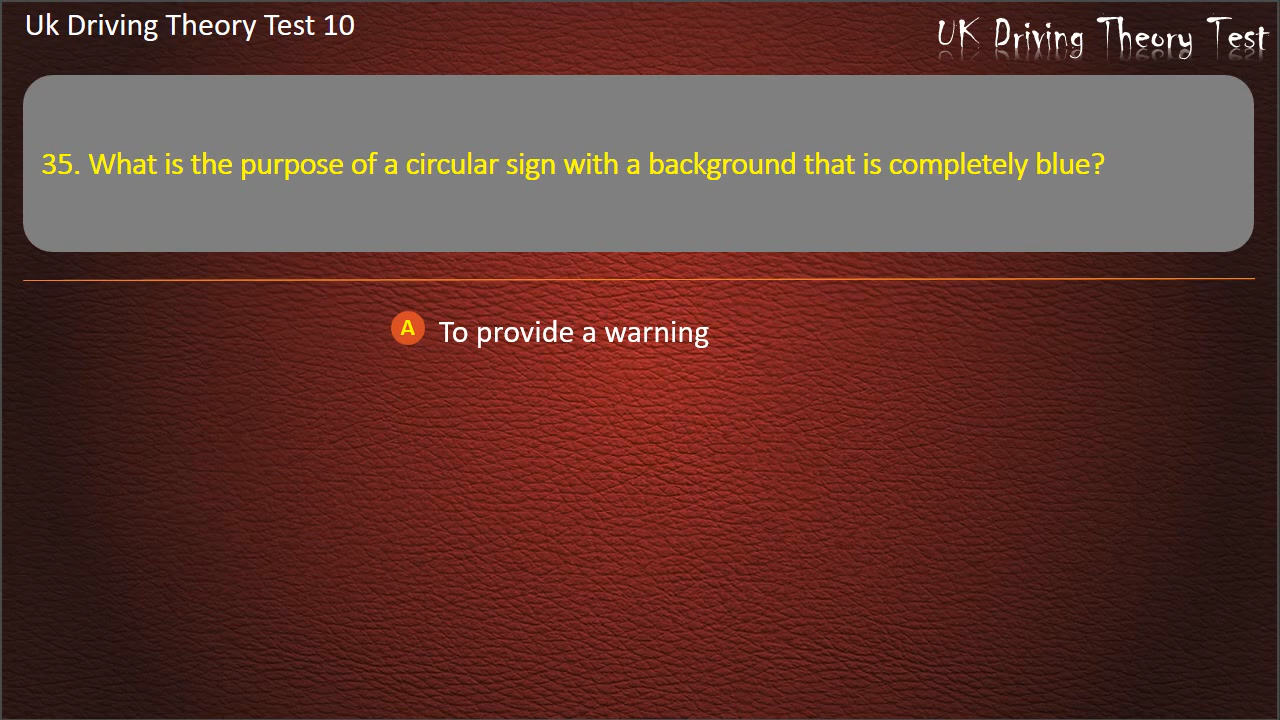 Uk Driving Theory Test 10
UK Driving Theory Test
35. What is the purpose of a circular sign with a background that is completely blue?
A To provide a warning